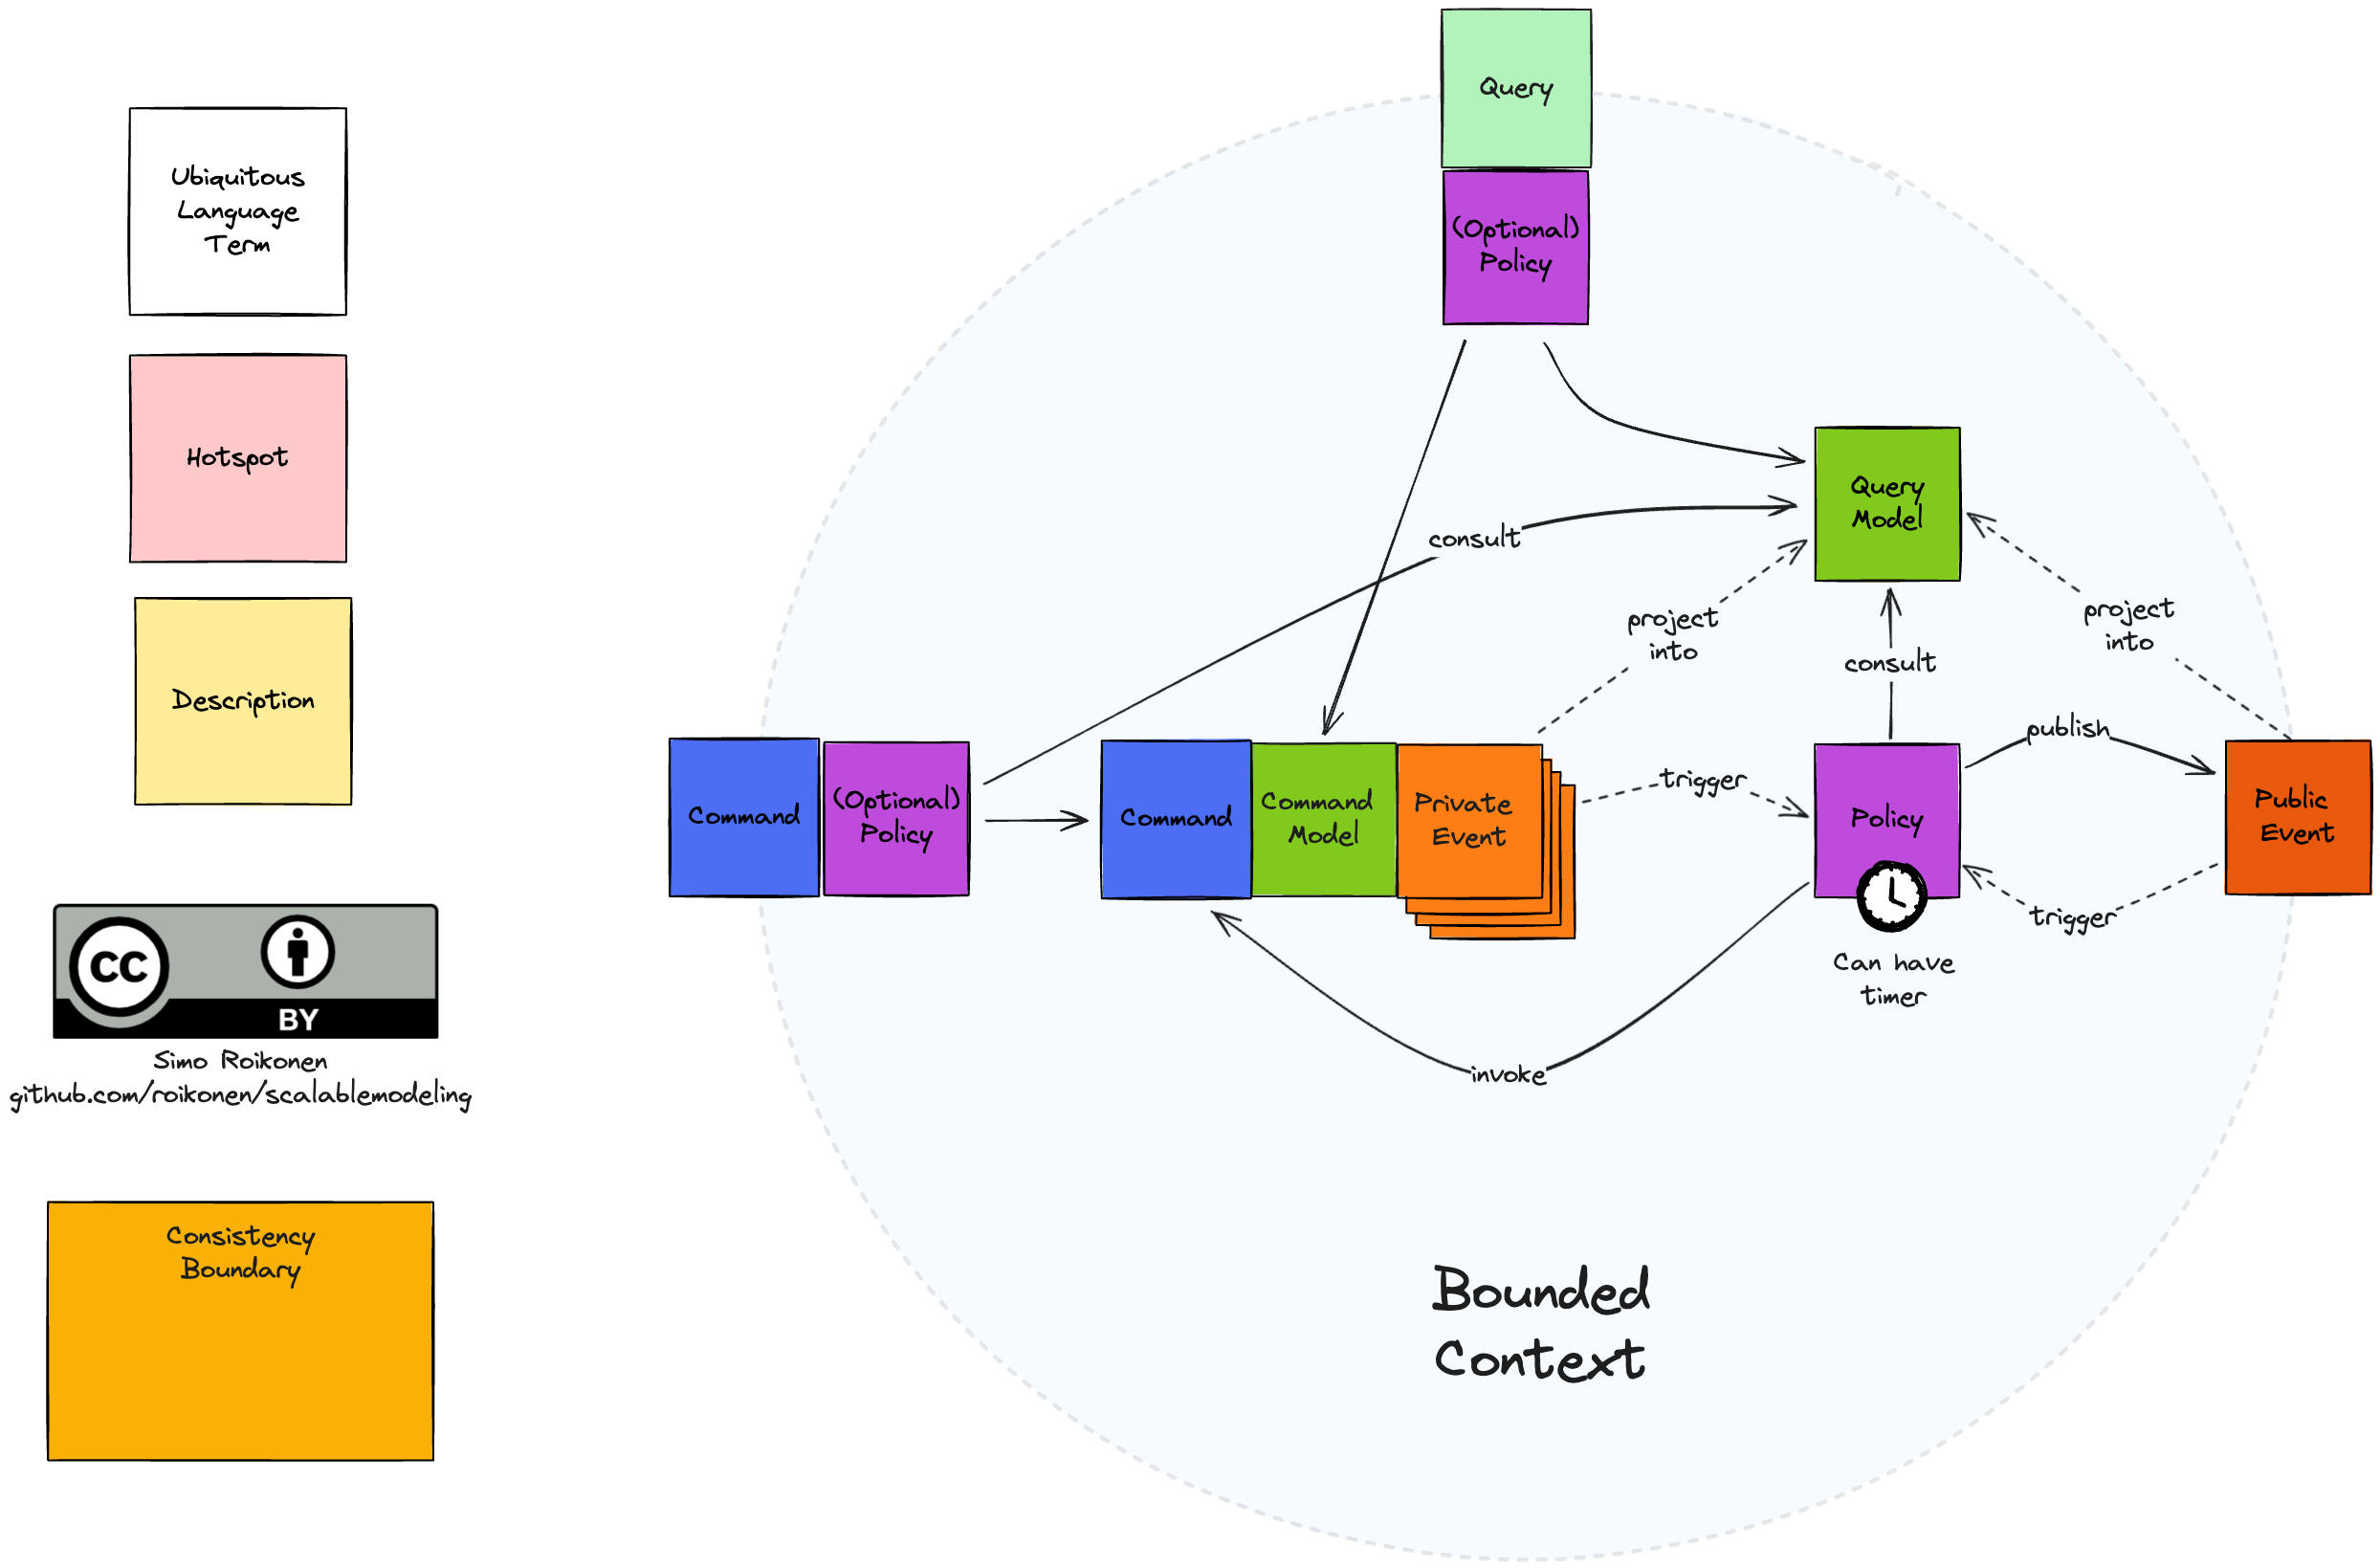 Ubiquitous
Language
Term
Hotspot
Description
CC
BY
Simo Roikonen
github.com/roikonen/scalablemodeling
Consistency
Boundary
Query
(Optional)
Policy
Query
Model
consult
project
into
project
into
consult
publish
Command
(Optional)
Policy
Command
Command
Model
Private
Event
trigger
Policy
Can have
timer
Public
Event
trigger
invoke
Bounded
Context